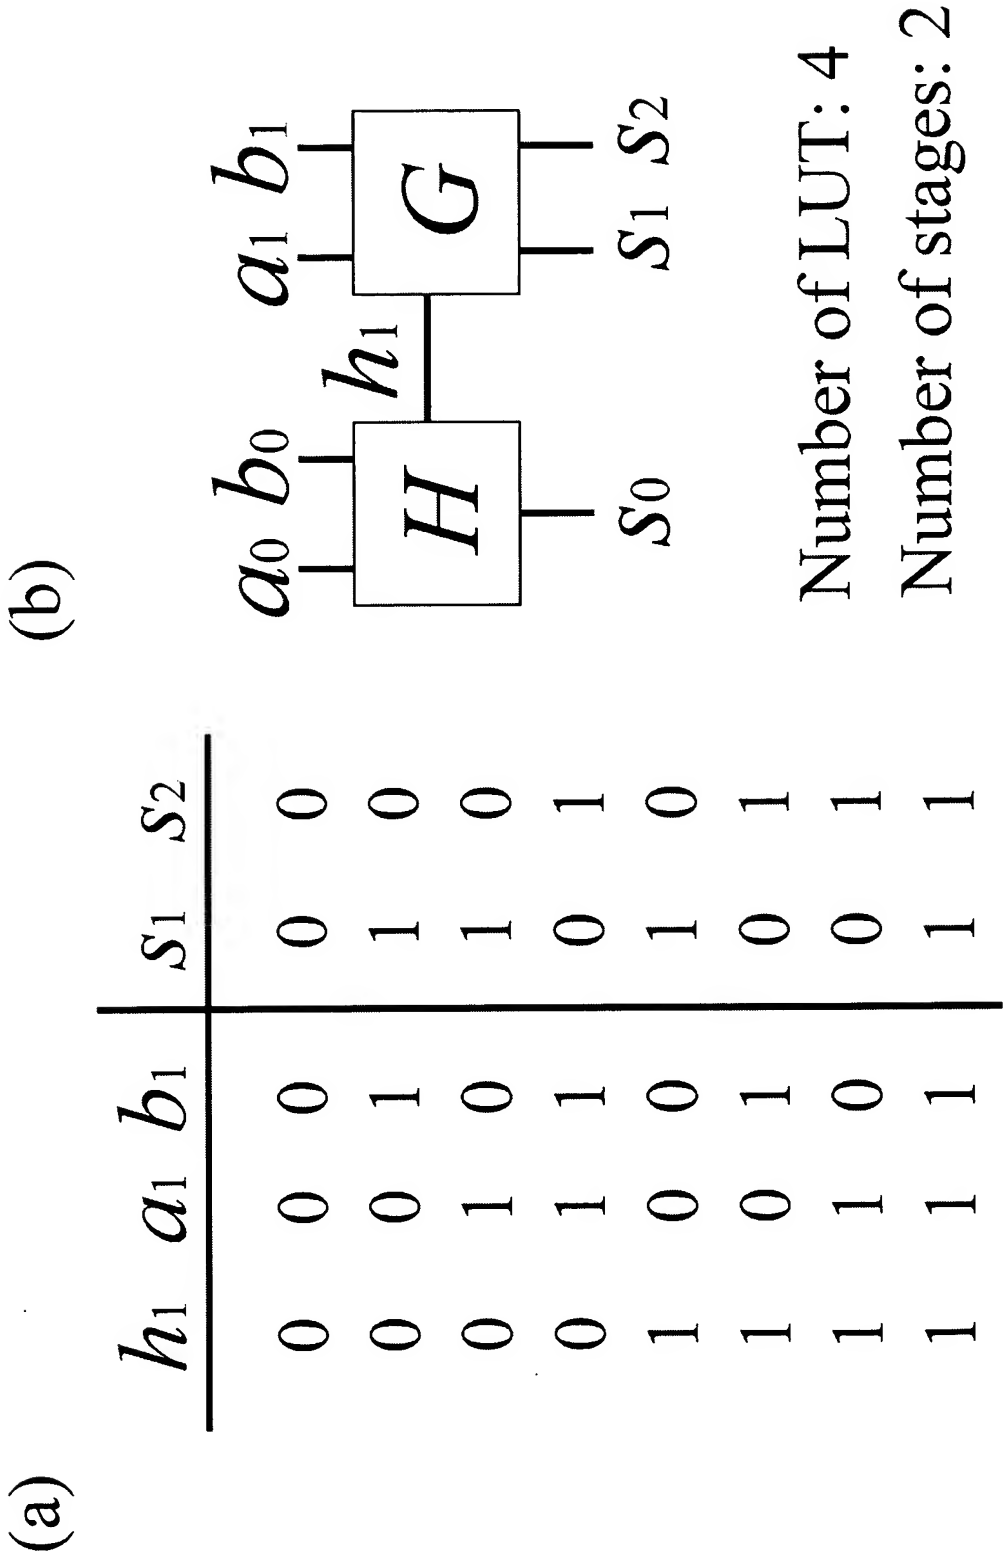 (a)
h1 a1 b1 s1 s2
0 0 0 0 0
0 0 1 1 0
0 1 0 1 0
0 1 1 0 1
1 0 0 1 0
1 0 1 0 1
1 1 0 0 1
1 1 1 1 1
(b)
a0 b0 a1 b1
h1
H G
s0 s1 s2
Number of LUT: 4
Number of stages: 2